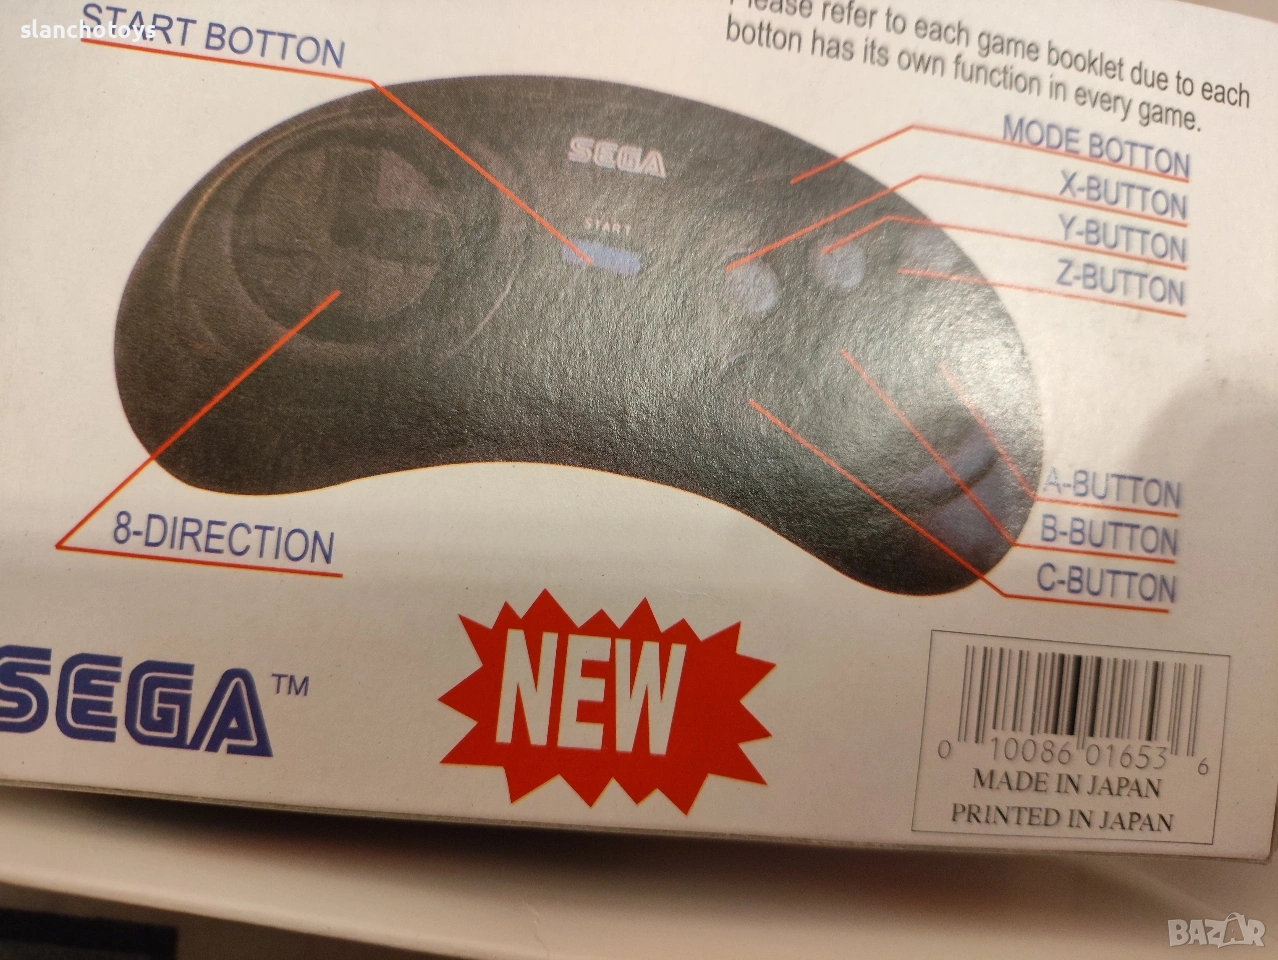 slanchotoys
START BOTTON
Please refer to each game booklet due to each
botton has its own function in every game.
MODE BOTTON
X-BUTTON
Y-BUTTON
Z-BUTTON
SEGA
START
8-DIRECTION
A-BUTTON
B-BUTTON
C-BUTTON
SEGA™
NEW
0 10086 01653 6
MADE IN JAPAN
PRINTED IN JAPAN
BAZAR